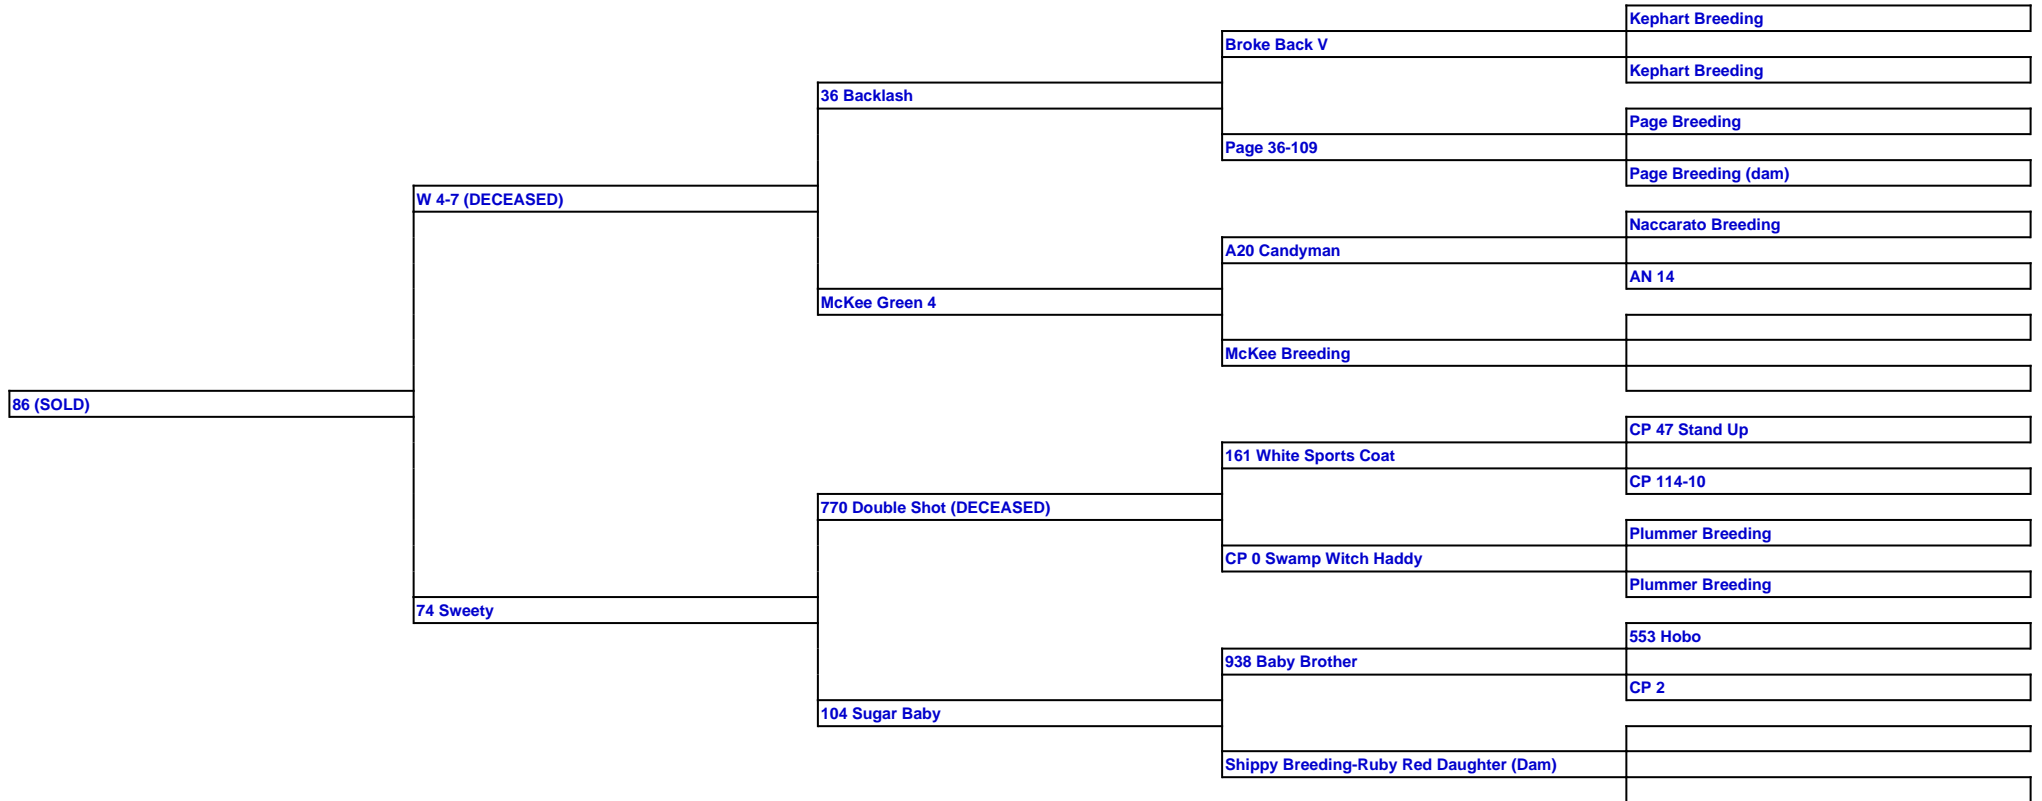 Kephart Breeding
Broke Back V
Kephart Breeding
36 Backlash
Page Breeding
Page 36-109
Page Breeding (dam)
W 4-7 (DECEASED)
Naccarato Breeding
A20 Candyman
AN 14
McKee Green 4
McKee Breeding
86 (SOLD)
CP 47 Stand Up
161 White Sports Coat
CP 114-10
770 Double Shot (DECEASED)
Plummer Breeding
CP 0 Swamp Witch Haddy
Plummer Breeding
74 Sweety
553 Hobo
938 Baby Brother
CP 2
104 Sugar Baby
Shippy Breeding-Ruby Red Daughter (Dam)